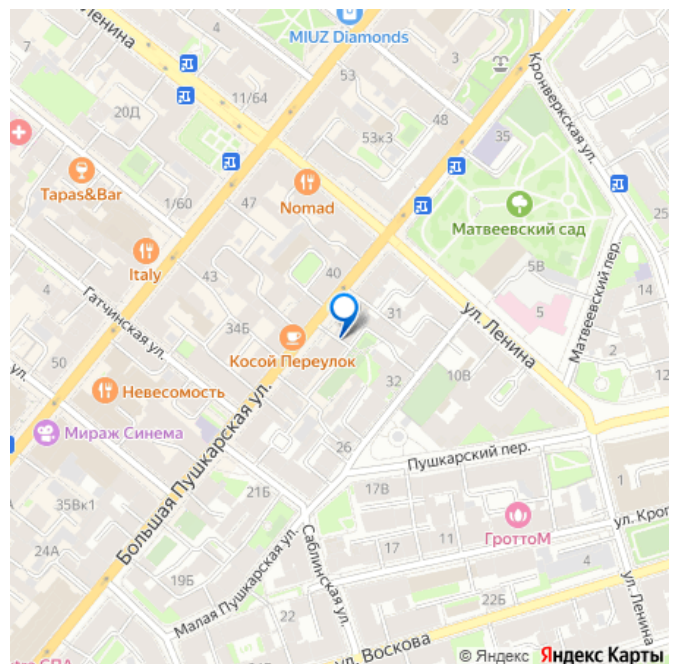 7
4
MIUZ Diamonds
ул. Ленина
3
Кронверкская ул.
53
11/64
20Д
48
35
53к3
Tapas&Bar
1/60
47
Nomad
Матвеевский сад
25
Italy
43
40
5В
Матвеевский пер.
4
Гатчинская ул.
34Б
31
5
14
ул. Ленина
Косой Переулок
50
ул.
32
10В
12
Невесомость
Мираж Синема
Большая Пушкарская ул.
26
Пушкарский пер.
21Б
17В
1
35Вк1
ГроттоМ
24А
Саблинская ул.
17
11
4
19Б
Малая Пушкарская ул.
22
22Б
ул. Ленина
ул. Воскова
© Яндекс Яндекс Карты